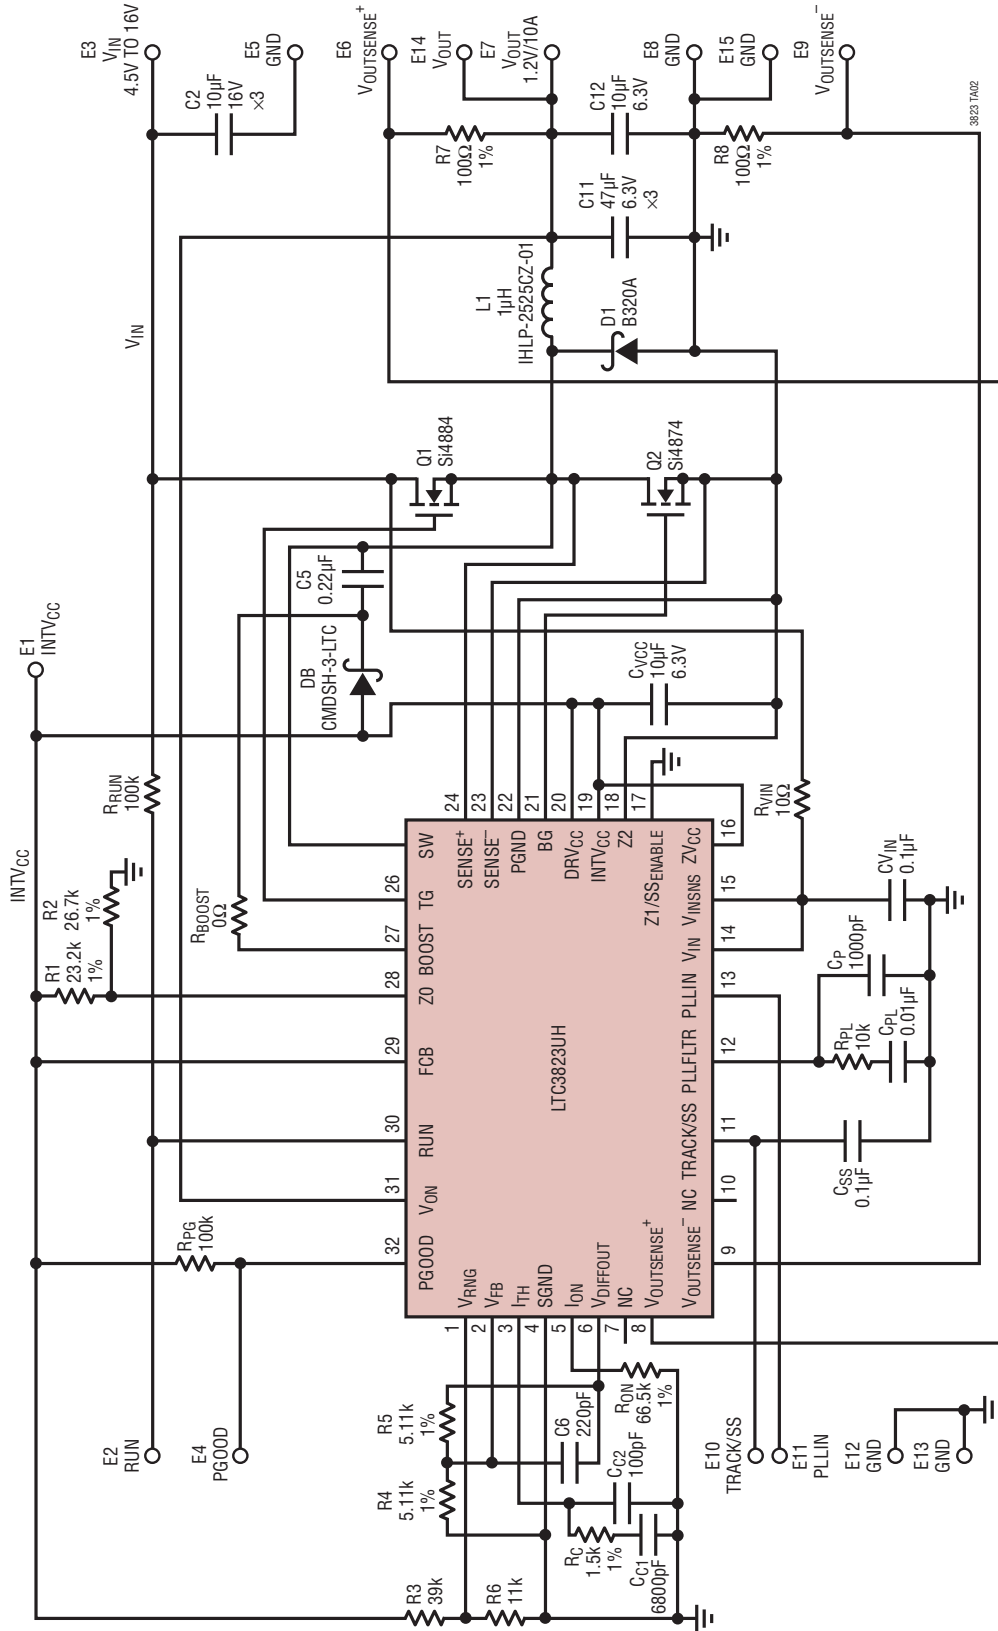 E3
VIN
4.5V TO 16V
C2
10µF
16V
×3
E5
GND
E6
VOUTSENSE+
E14
VOUT
E7
VOUT
1.2V/10A
E8
GND
E15
GND
E9
VOUTSENSE–
R7
100Ω
1%
C12
10µF
6.3V
R8
100Ω
1%
3823 TA02
C11
47µF
6.3V
×3
L1
1µH
IHLP-2525CZ-01
D1
B320A
VIN
Q1
Si4884
Q2
Si4874
C5
0.22µF
DB
CMDSH-3-LTC
CVCC
10µF
6.3V
E1
INTVCC
RRUN
100k
RVIN
10Ω
INTVCC
R2
26.7k
1%
R1
23.2k
1%
RBOOST
0Ω
24
23
22
21
20
19
18
17
SW
SENSE+
SENSE–
PGND
BG
DRVCC
INTVCC
Z2
Z1/SSENABLE
ZVCC
16
26
TG
VINSNS
15
27
BOOST
VIN
14
28
Z0
PLLIN
13
29
FCB
PLLFLTR
12
30
RUN
TRACK/SS
11
31
VON
NC
10
32
PGOOD
VOUTSENSE–
9
LTC3823UH
VRNG
VFB
ITH
SGND
ION
VDIFFOUT
NC
VOUTSENSE+
1
2
3
4
5
6
7
8
CVIN
0.1µF
CP
1000pF
RPL
10k
CPL
0.01µF
CSS
0.1µF
RPG
100k
E2
RUN
E4
PGOOD
R5
5.11k
1%
C6
220pF
RON
66.5k
1%
R4
5.11k
1%
CC2
100pF
RC
1.5k
1%
CC1
6800pF
R3
39k
R6
11k
E10
TRACK/SS
E11
PLLIN
E12
GND
E13
GND